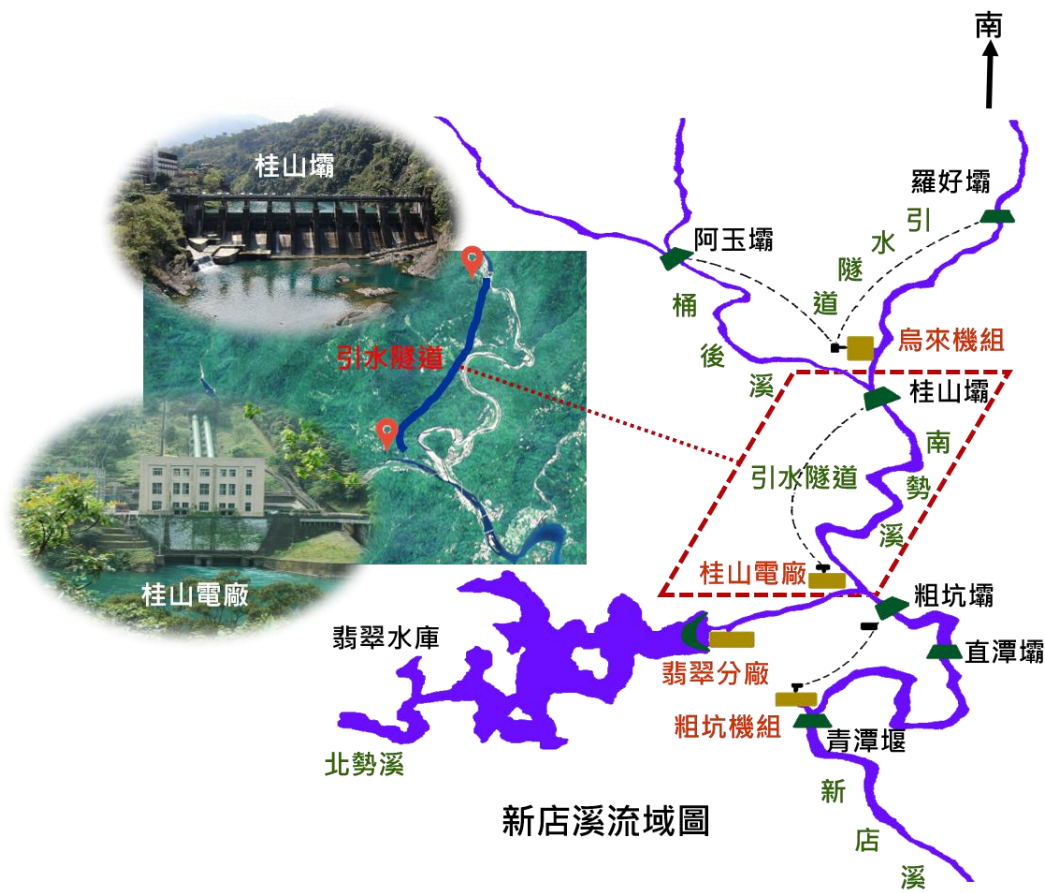 南
桂山壩
羅好壩
引水隧道
阿玉壩
桶後溪
烏來機組
引水隧道
桂山壩
引水隧道
南勢溪
桂山電廠
桂山電廠
粗坑壩
翡翠水庫
直潭壩
翡翠分廠
粗坑機組
青潭堰
北勢溪
新店溪
新店溪流域圖